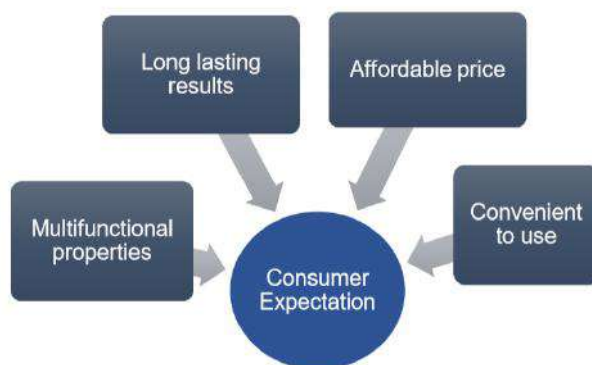 Long lasting
results
Affordable price
Multifunctional
properties
Convenient
to use
Consumer
Expectation